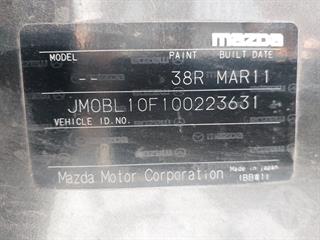 mazda
MODEL PAINT BUILT DATE
-- 38R MAR11
JM0BL10F100223631
VEHICLE ID.NO.
Mazda Motor Corporation
Made in Japan